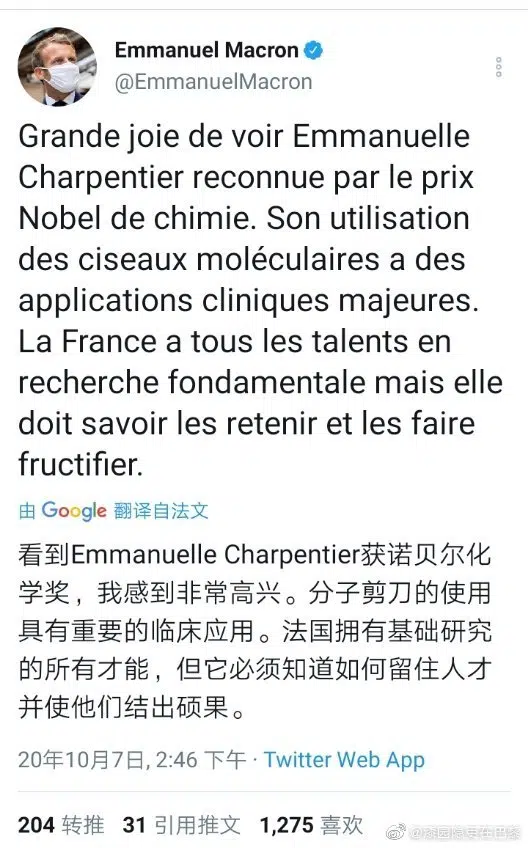 Emmanuel Macron
@EmmanuelMacron
Grande joie de voir Emmanuelle
Charpentier reconnue par le prix
Nobel de chimie. Son utilisation
des ciseaux moléculaires a des
applications cliniques majeures.
La France a tous les talents en
recherche fondamentale mais elle
doit savoir les retenir et les faire
fructifier.
由 Google 翻译自法文
看到Emmanuelle Charpentier获诺贝尔化
学奖，我感到非常高兴。分子剪刀的使用
具有重要的临床应用。法国拥有基础研究
的所有才能，但它必须知道如何留住人才
并使他们结出硕果。
20年10月7日, 2:46 下午 · Twitter Web App
204 转推 31 引用推文 1,275 喜欢